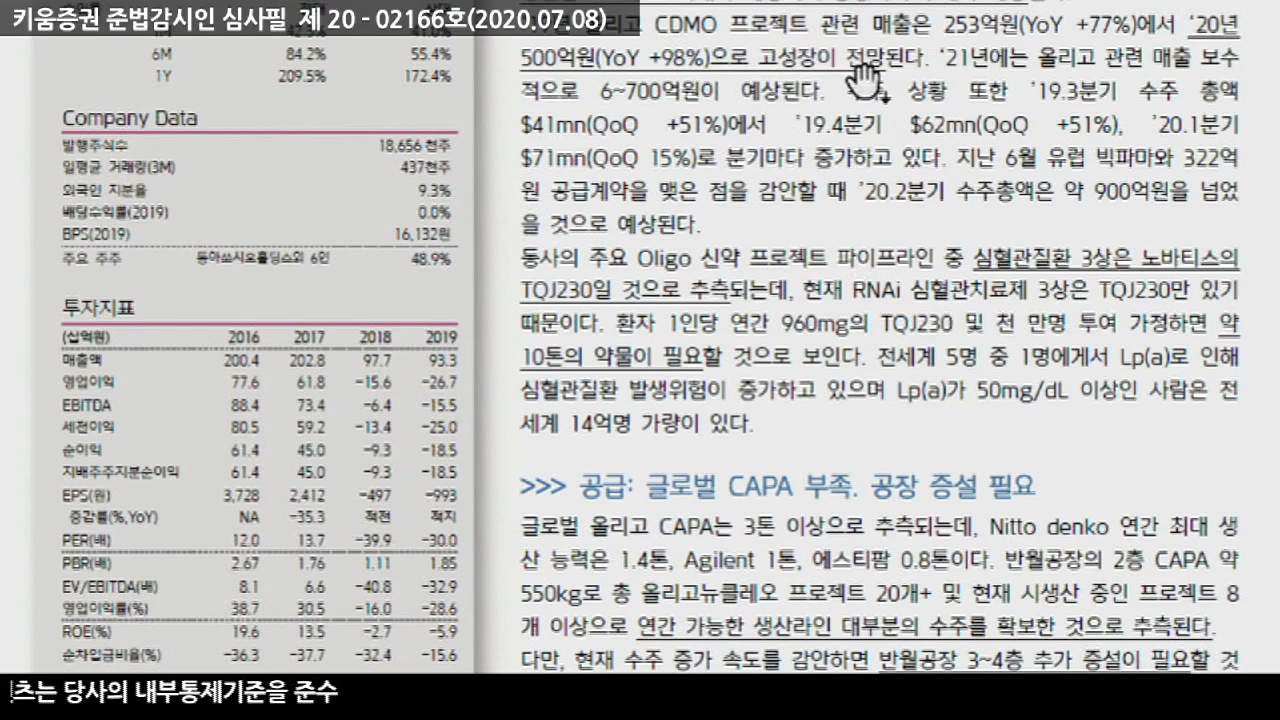 키움증권 준법감시인 심사필 제 20 - 02166호(2020.07.08)
6M 84.2% 55.4%
1Y 209.5% 172.4%
Company Data
발행주식수 18,656 천주
일평균 거래량(3M) 437천주
외국인 지분율 9.3%
배당수익률(2019) 0.0%
BPS(2019) 16,132원
주요 주주 동아쏘시오홀딩스외 6인 48.9%
투자지표
(십억원) 2016 2017 2018 2019
매출액 200.4 202.8 97.7 93.3
영업이익 77.6 61.8 -15.6 -26.7
EBITDA 88.4 73.4 -6.4 -15.5
세전이익 80.5 59.2 -13.4 -25.0
순이익 61.4 45.0 -9.3 -18.5
지배주주지분순이익 61.4 45.0 -9.3 -18.5
EPS(원) 3,728 2,412 -497 -993
증감률(%,YoY) NA -35.3 적전 적지
PER(배) 12.0 13.7 -39.9 -30.0
PBR(배) 2.67 1.76 1.11 1.85
EV/EBITDA(배) 8.1 6.6 -40.8 -32.9
영업이익률(%) 38.7 30.5 -16.0 -28.6
ROE(%) 19.6 13.5 -2.7 -5.9
순차입금비율(%) -36.3 -37.7 -32.4 -15.6
올리고 CDMO 프로젝트 관련 매출은 253억원(YoY +77%)에서 '20년
500억원(YoY +98%)으로 고성장이 전망된다. '21년에는 올리고 관련 매출 보수
적으로 6~700억원이 예상된다. 상황 또한 '19.3분기 수주 총액
$41mn(QoQ +51%)에서 '19.4분기 $62mn(QoQ +51%), '20.1분기
$71mn(QoQ 15%)로 분기마다 증가하고 있다. 지난 6월 유럽 빅파마와 322억
원 공급계약을 맺은 점을 감안할 때 '20.2분기 수주총액은 약 900억원을 넘었
을 것으로 예상된다.
동사의 주요 Oligo 신약 프로젝트 파이프라인 중 심혈관질환 3상은 노바티스의
TQJ230일 것으로 추측되는데, 현재 RNAi 심혈관치료제 3상은 TQJ230만 있기
때문이다. 환자 1인당 연간 960mg의 TQJ230 및 천 만명 투여 가정하면 약
10톤의 약물이 필요할 것으로 보인다. 전세계 5명 중 1명에게서 Lp(a)로 인해
심혈관질환 발생위험이 증가하고 있으며 Lp(a)가 50mg/dL 이상인 사람은 전
세계 14억명 가량이 있다.
>>> 공급: 글로벌 CAPA 부족. 공장 증설 필요
글로벌 올리고 CAPA는 3톤 이상으로 추측되는데, Nitto denko 연간 최대 생
산 능력은 1.4톤, Agilent 1톤, 에스티팜 0.8톤이다. 반월공장의 2층 CAPA 약
550kg로 총 올리고뉴클레오 프로젝트 20개+ 및 현재 시생산 중인 프로젝트 8
개 이상으로 연간 가능한 생산라인 대부분의 수주를 확보한 것으로 추측된다.
다만, 현재 수주 증가 속도를 감안하면 반월공장 3~4층 추가 증설이 필요할 것
츠는 당사의 내부통제기준을 준수